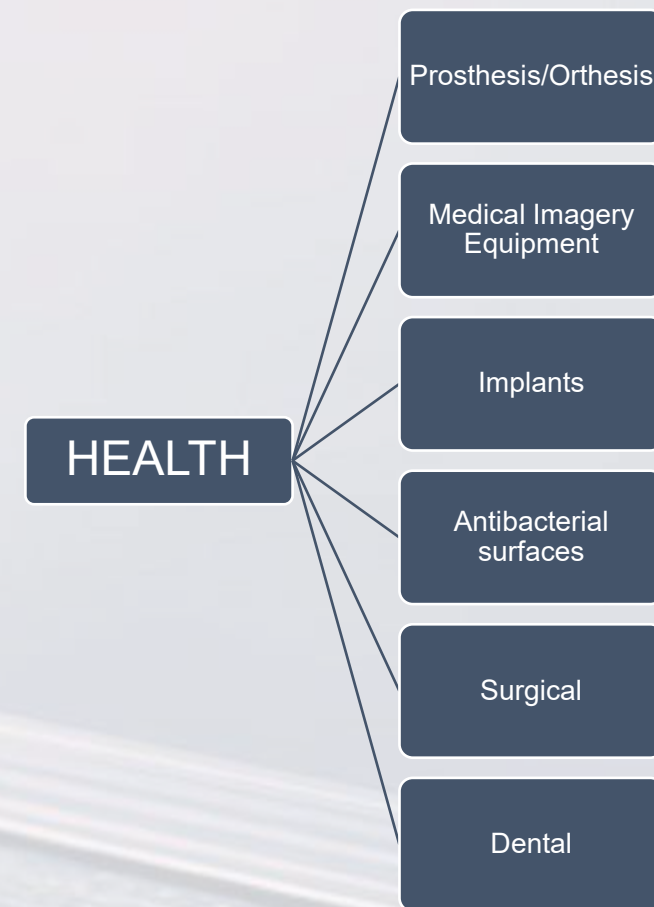 Prosthesis/Orthesis
Medical Imagery
Equipment
Implants
HEALTH
Antibacterial
surfaces
Surgical
Dental